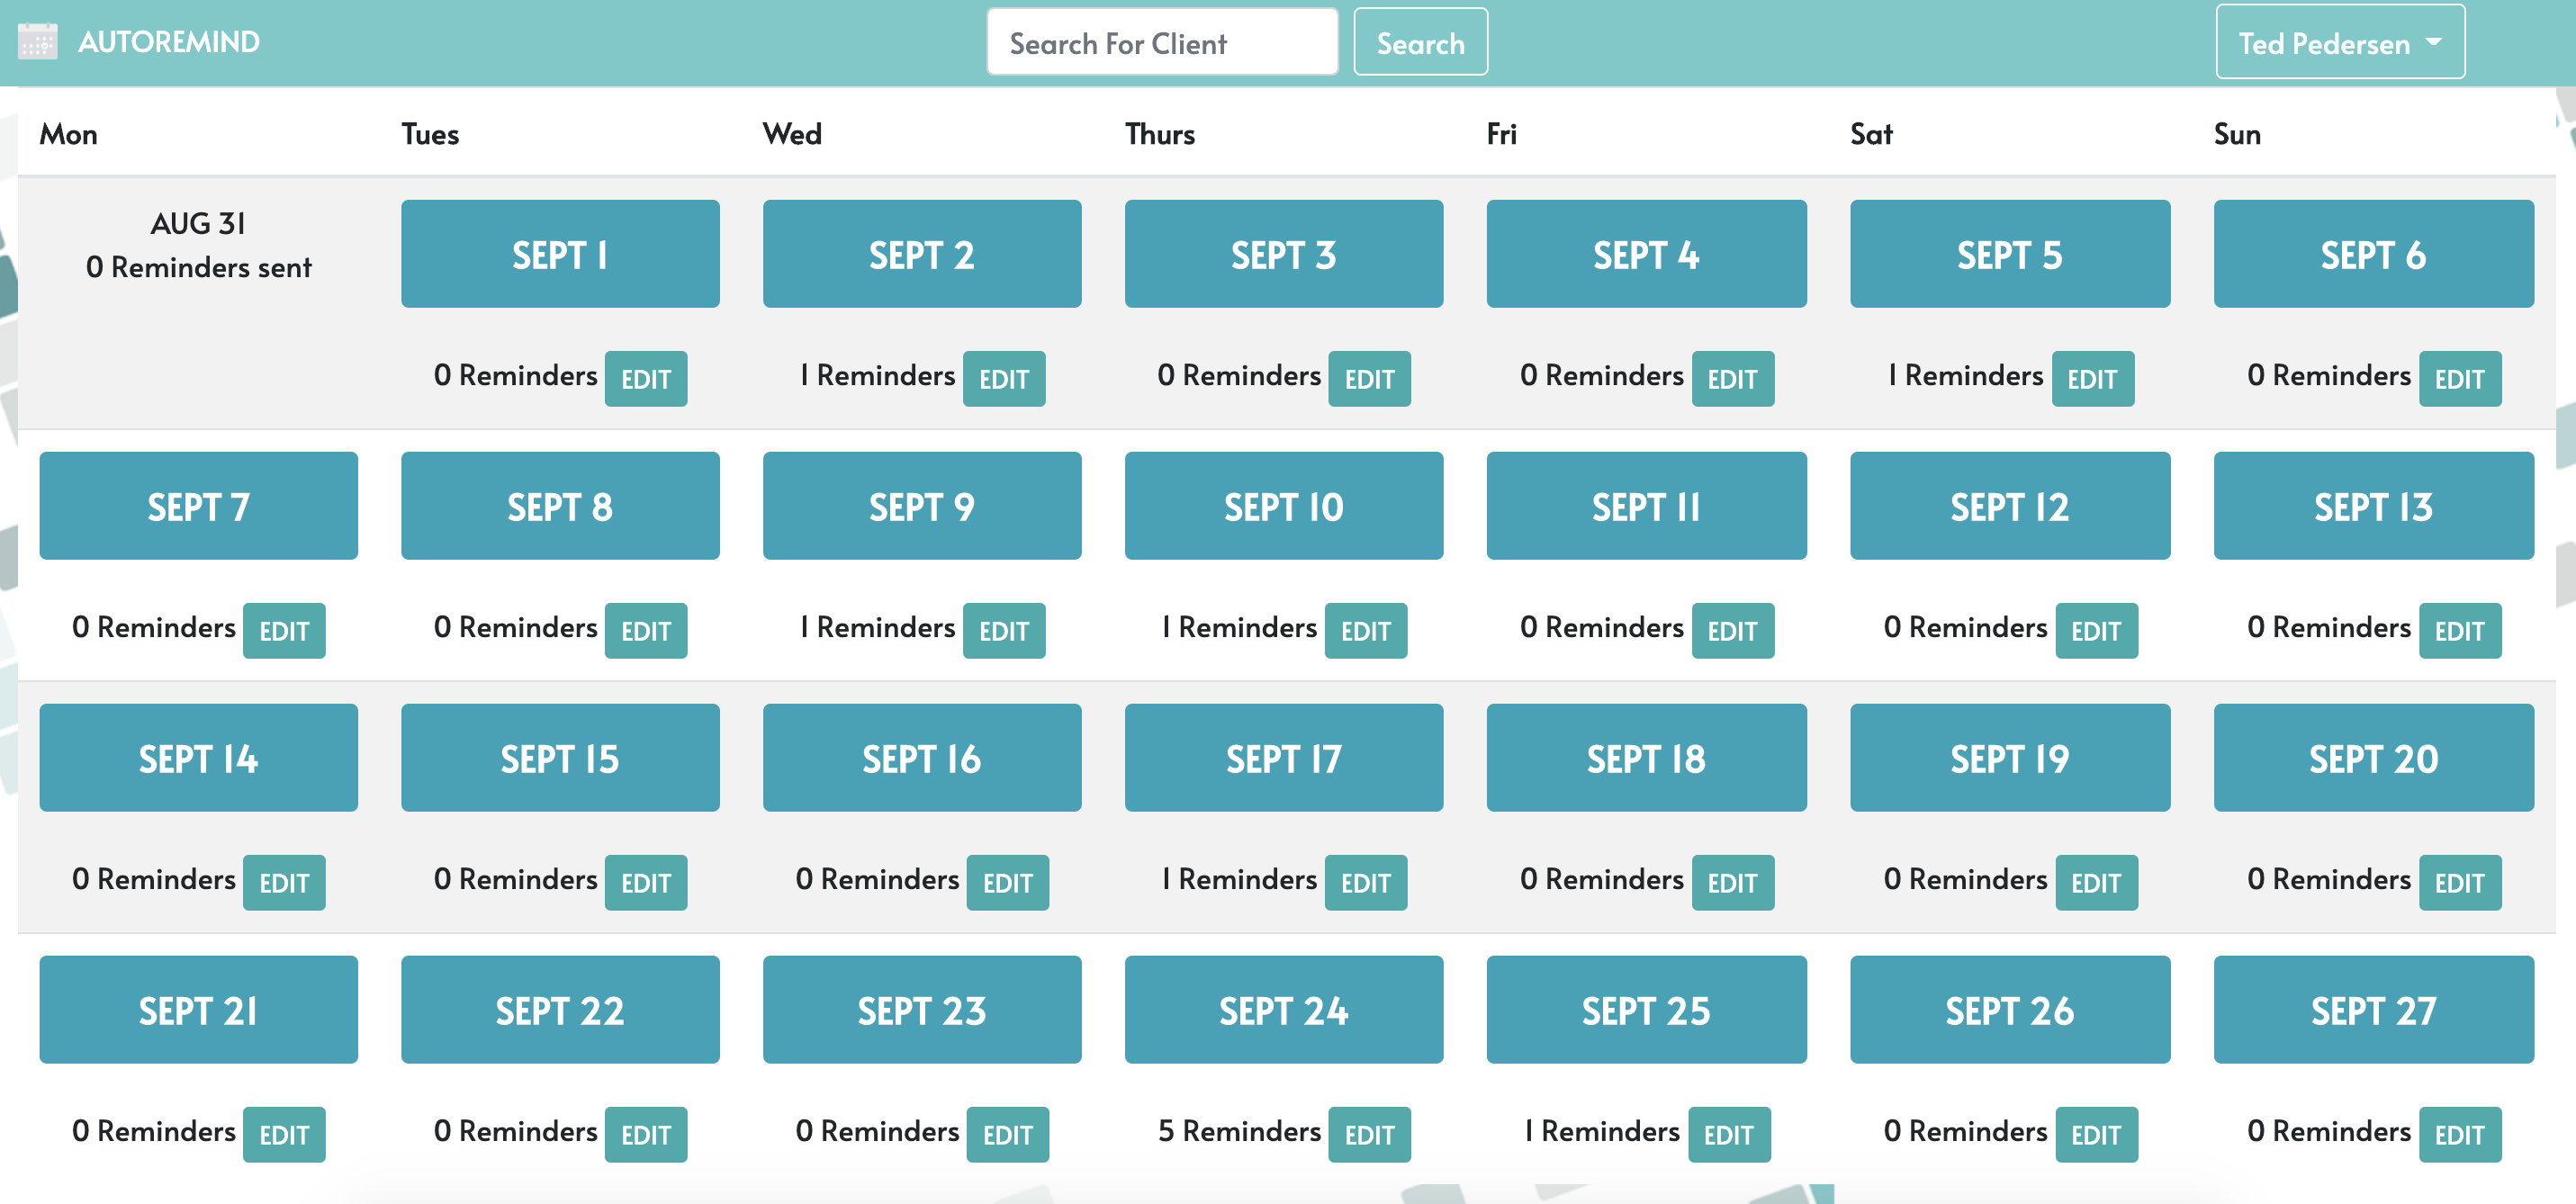 AUTOREMIND
Search For Client
Search
Ted Pedersen
Mon Tues Wed Thurs Fri Sat Sun
AUG 31 SEPT 1 SEPT 2 SEPT 3 SEPT 4 SEPT 5 SEPT 6
0 Reminders sent
0 Reminders EDIT 1 Reminders EDIT 0 Reminders EDIT 0 Reminders EDIT 1 Reminders EDIT 0 Reminders EDIT
SEPT 7 SEPT 8 SEPT 9 SEPT 10 SEPT 11 SEPT 12 SEPT 13
0 Reminders EDIT 0 Reminders EDIT 1 Reminders EDIT 1 Reminders EDIT 0 Reminders EDIT 0 Reminders EDIT 0 Reminders EDIT
SEPT 14 SEPT 15 SEPT 16 SEPT 17 SEPT 18 SEPT 19 SEPT 20
0 Reminders EDIT 0 Reminders EDIT 0 Reminders EDIT 1 Reminders EDIT 0 Reminders EDIT 0 Reminders EDIT 0 Reminders EDIT
SEPT 21 SEPT 22 SEPT 23 SEPT 24 SEPT 25 SEPT 26 SEPT 27
0 Reminders EDIT 0 Reminders EDIT 0 Reminders EDIT 5 Reminders EDIT 1 Reminders EDIT 0 Reminders EDIT 0 Reminders EDIT